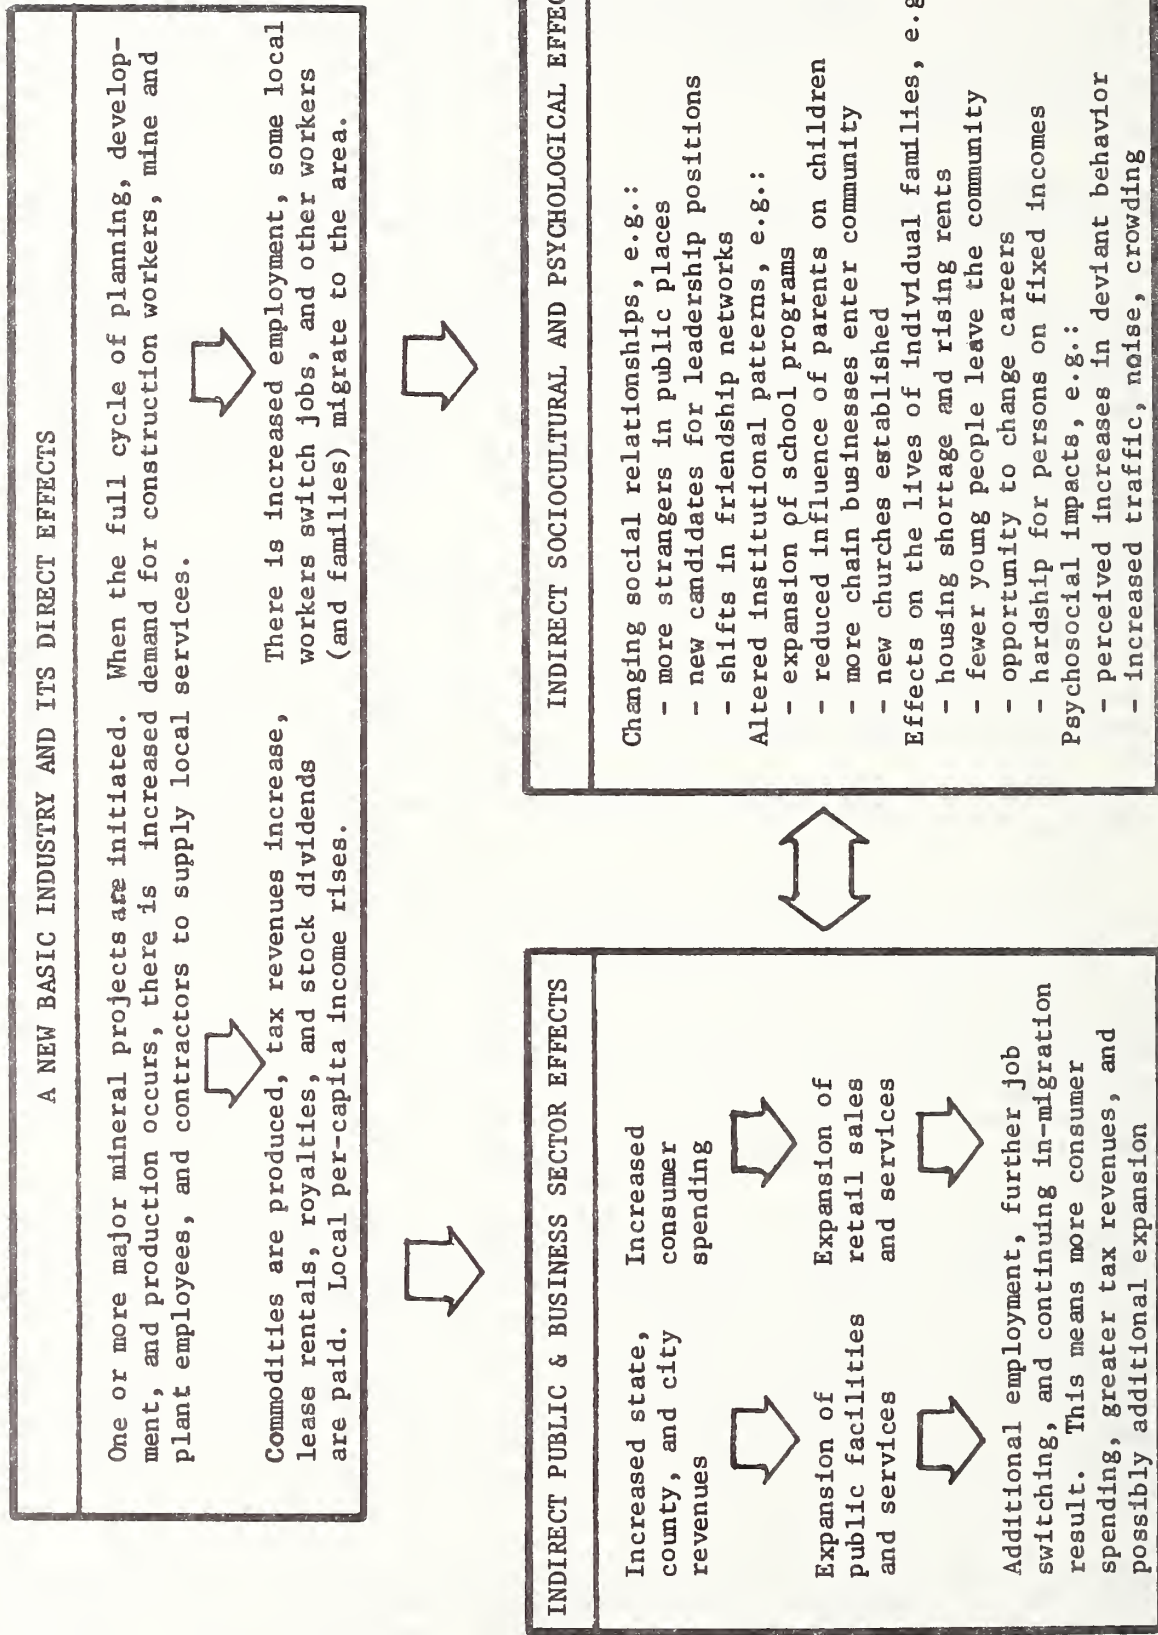 A NEW BASIC INDUSTRY AND ITS DIRECT EFFECTS
One or more major mineral projects are initiated. When the full cycle of planning, develop-
ment, and production occurs, there is increased demand for construction workers, mine and
plant employees, and contractors to supply local services.
Commodities are produced, tax revenues increase,
lease rentals, royalties, and stock dividends
are paid. Local per-capita income rises.
There is increased employment, some local
workers switch jobs, and other workers
(and families) migrate to the area.
INDIRECT PUBLIC & BUSINESS SECTOR EFFECTS
Increased state,
county, and city
revenues
Increased
consumer
spending
Expansion of
public facilities
and services
Expansion of
retail sales
and services
Additional employment, further job
switching, and continuing in-migration
result. This means more consumer
spending, greater tax revenues, and
possibly additional expansion
INDIRECT SOCIOCULTURAL AND PSYCHOLOGICAL EFFEC
Changing social relationships, e.g.:
- more strangers in public places
- new candidates for leadership positions
- shifts in friendship networks
Altered institutional patterns, e.g.:
- expansion of school programs
- reduced influence of parents on children
- more chain businesses enter community
- new churches established
Effects on the lives of individual families, e.g
- housing shortage and rising rents
- fewer young people leave the community
- opportunity to change careers
- hardship for persons on fixed incomes
Psychosocial impacts, e.g.:
- perceived increases in deviant behavior
- increased traffic, noise, crowding